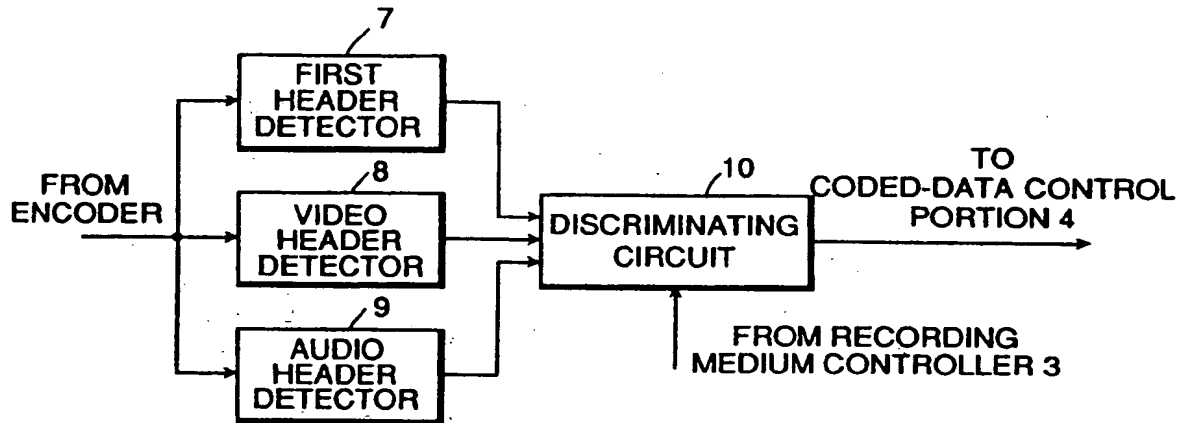 7
FIRST
HEADER
DETECTOR
FROM
ENCODER
8
VIDEO
HEADER
DETECTOR
9
AUDIO
HEADER
DETECTOR
10
DISCRIMINATING
CIRCUIT
TO
CODED-DATA CONTROL
PORTION 4
FROM RECORDING
MEDIUM CONTROLLER 3